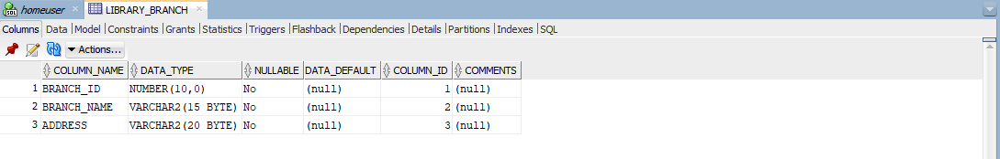 SQL homeuser × LIBRARY_BRANCH ×
Columns Data Model Constraints Grants Statistics Triggers Flashback Dependencies Details Partitions Indexes SQL
Actions...
COLUMN_NAME DATA_TYPE NULLABLE DATA_DEFAULT COLUMN_ID COMMENTS
1 BRANCH_ID NUMBER(10,0) No (null) 1 (null)
2 BRANCH_NAME VARCHAR2(15 BYTE) No (null) 2 (null)
3 ADDRESS VARCHAR2(20 BYTE) No (null) 3 (null)